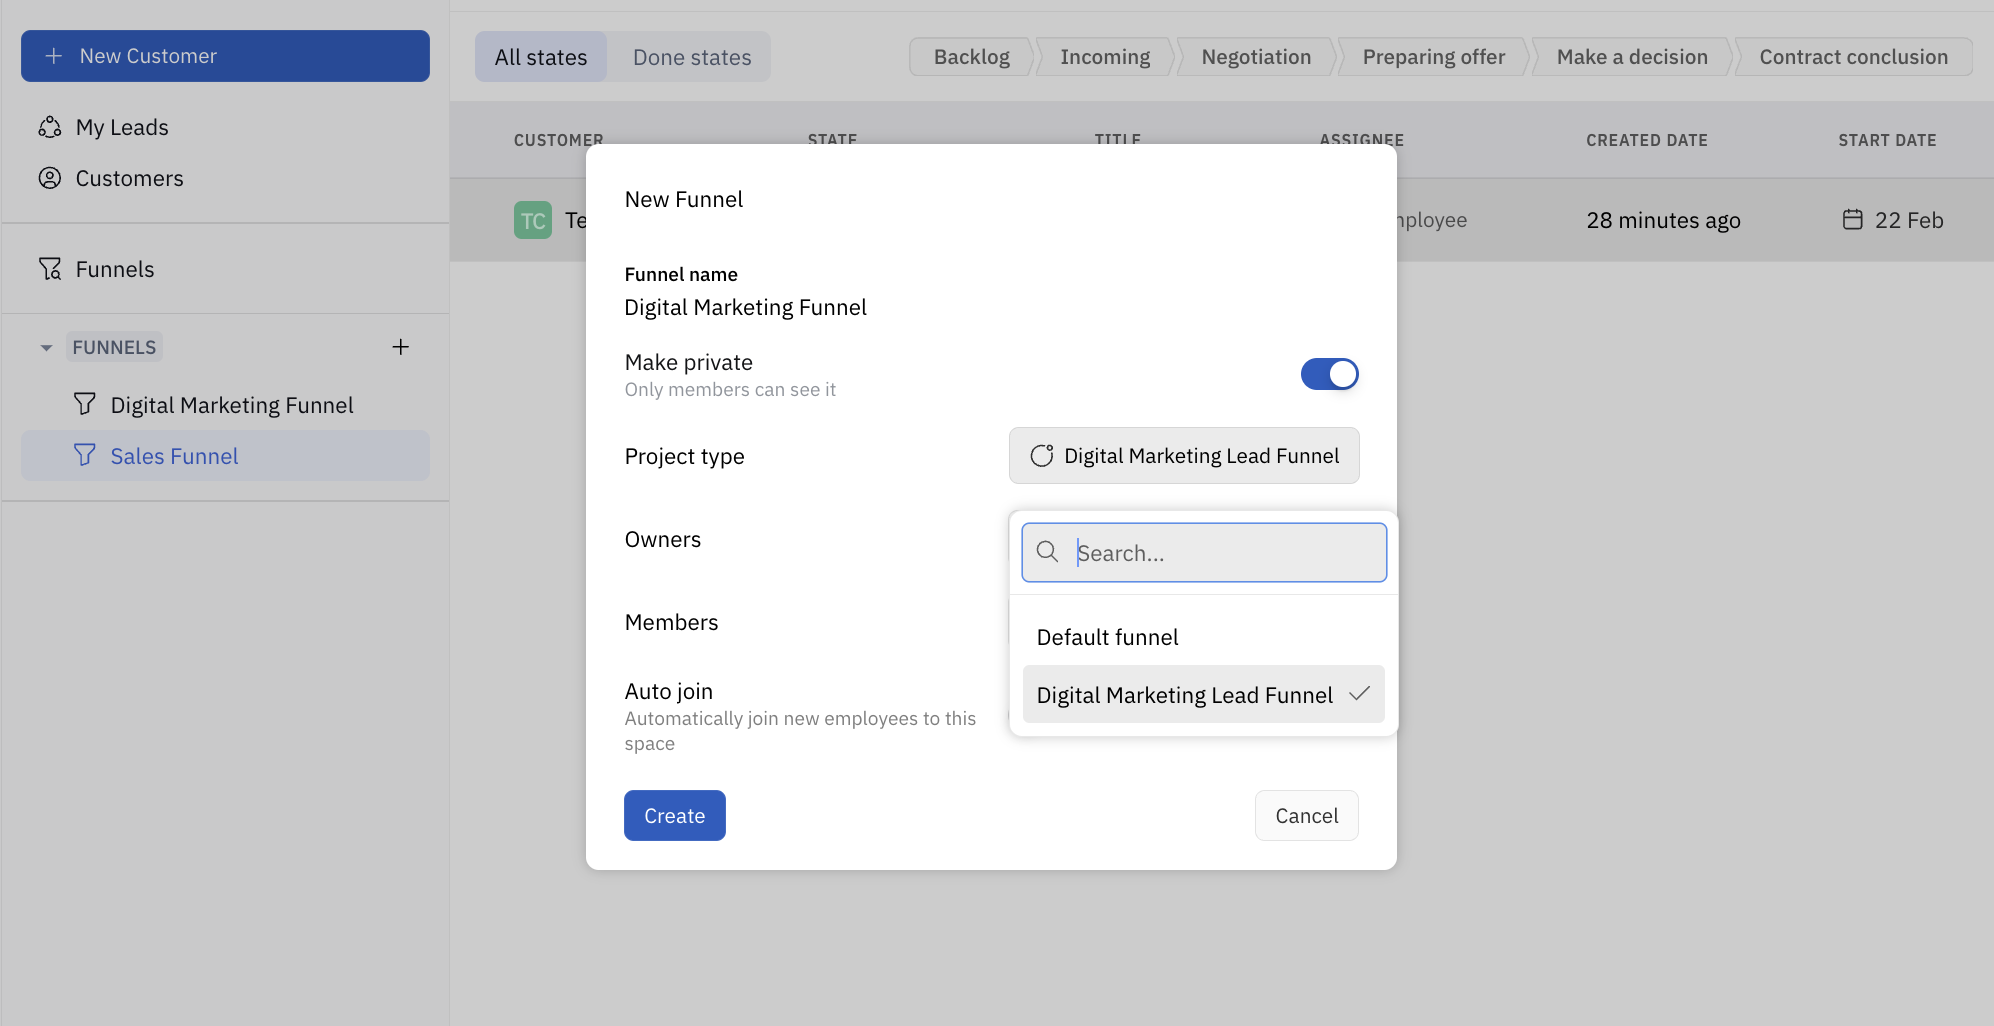 New Customer
My Leads
Customers
Funnels
FUNNELS
Digital Marketing Funnel
Sales Funnel
All states
Done states
Backlog
Incoming
Negotiation
Preparing offer
Make a decision
Contract conclusion
CUSTOMER
STATE
TITLE
ASSIGNEE
CREATED DATE
START DATE
TC
28 minutes ago
22 Feb
New Funnel
Funnel name
Digital Marketing Funnel
Make private
Only members can see it
Project type
Digital Marketing Lead Funnel
Owners
Search...
Members
Default funnel
Digital Marketing Lead Funnel
Auto join
Automatically join new employees to this
space
Create
Cancel